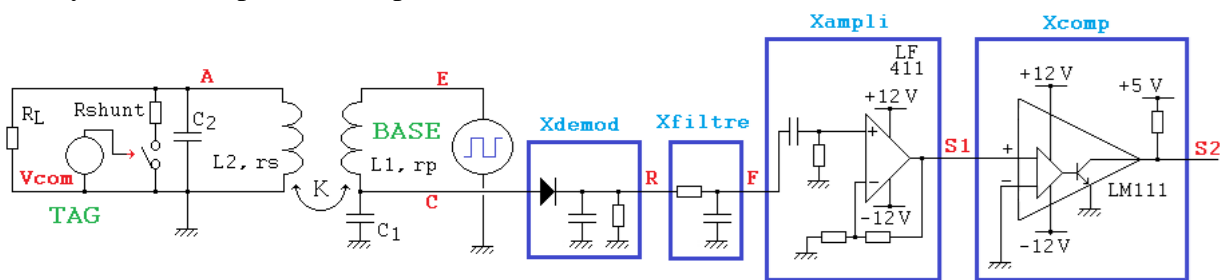 Xampli
Xcomp
LF
411
A
E
+12 V
+12 V
+5 V
RL
Rshunt
C2
BASE
Xdemod
Xfiltre
+
S1
+
S2
Vcom
L2, rs
L1, rp
R
F
-
-
LM111
TAG
K
C
-12 V
-12 V
C1